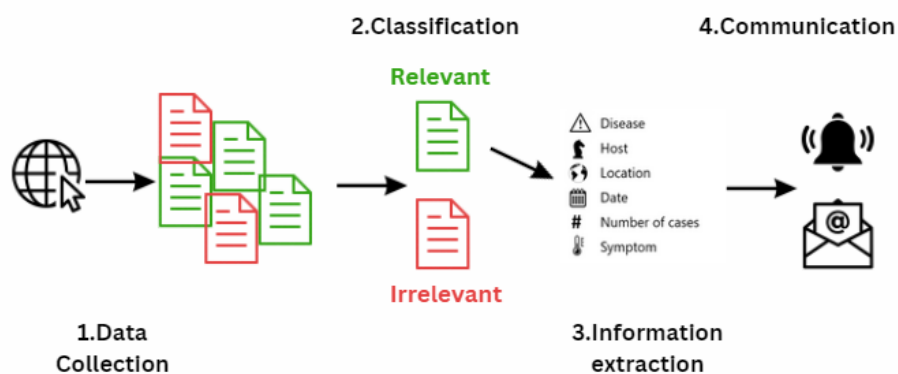 2.Classification
4.Communication
Relevant
Disease
Host
Location
Date
# Number of cases
Symptom
@
Irrelevant
1.Data
Collection
3.Information
extraction